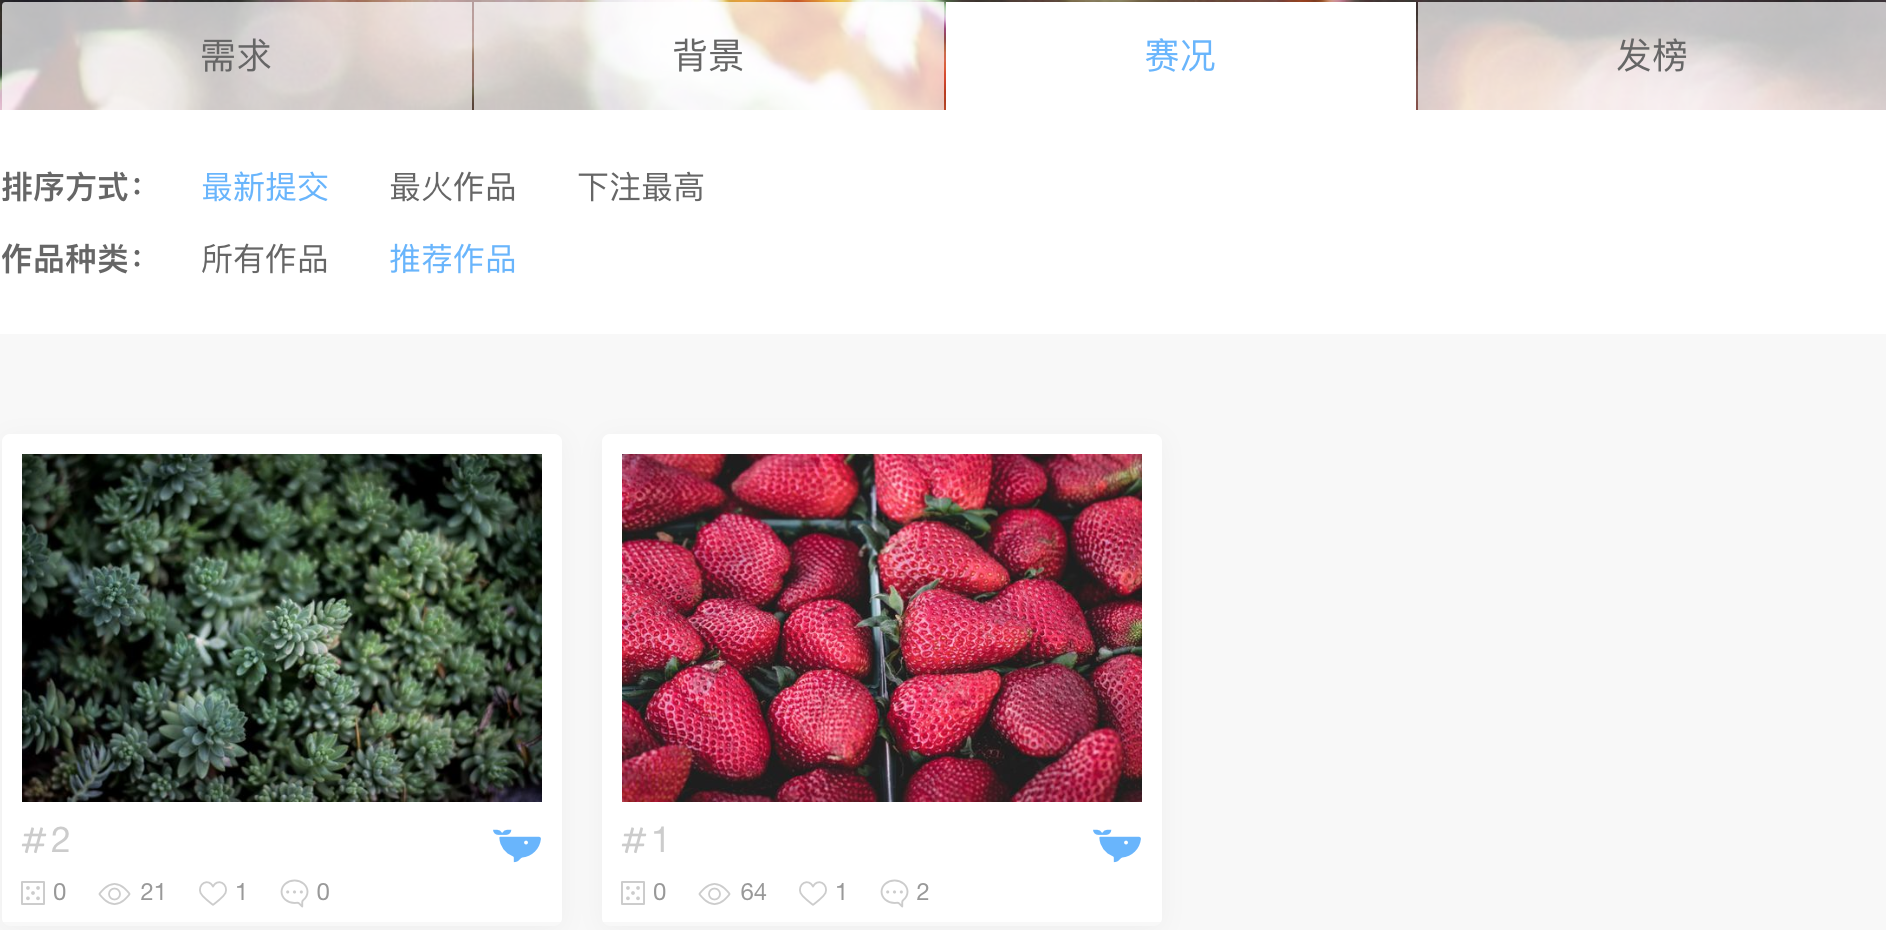 需求 背景 赛况 发榜
排序方式： 最新提交 最火作品 下注最高
作品种类： 所有作品 推荐作品
#2 #1
0 21 1 0 0 64 1 2